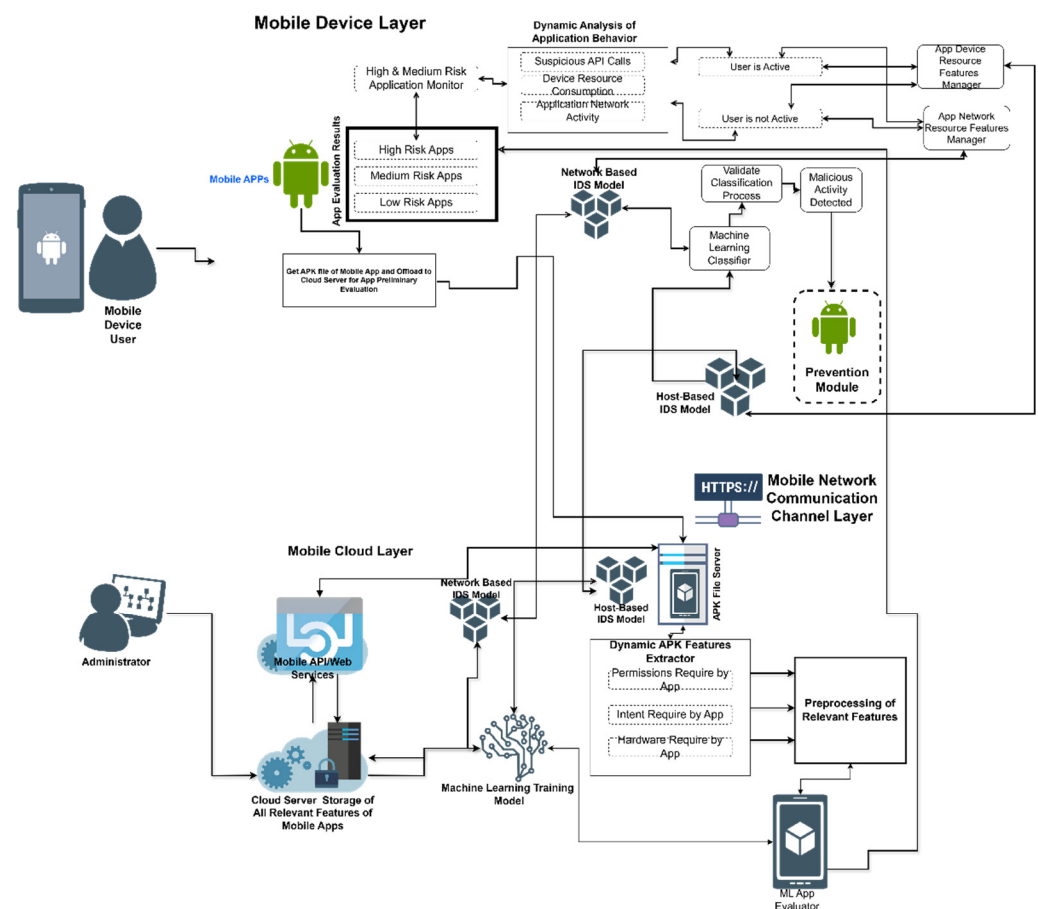 Mobile Device Layer
Dynamic Analysis of
Application Behavior
Suspicious API Calls
Device Resource
Consumption
Application Network
Activity
High & Medium Risk
Application Monitor
User is Active
User is not Active
App Device
Resource
Features
Manager
App Network
Resource Features
Manager
Mobile APPs
App Evaluation Results
High Risk Apps
Medium Risk Apps
Low Risk Apps
Network Based
IDS Model
Validate
Classification
Process
Malicious
Activity
Detected
Machine
Learning
Classifier
Get APK file of Mobile App and Offload to
Cloud Server for App Preliminary
Evaluation
Mobile
Device
User
Prevention
Module
Host-Based
IDS Model
HTTPS://
Mobile Network
Communication
Channel Layer
Mobile Cloud Layer
APK File Server
Network Based
IDS Model
Host-Based
IDS Model
Administrator
Mobile API/Web
Services
Dynamic APK Features
Extractor
Permissions Require by
App
Intent Require by App
Hardware Require by
App
Preprocessing of
Relevant Features
Machine Learning Training
Model
Cloud Server Storage of
All Relevant Features of
Mobile Apps
ML App
Evaluator